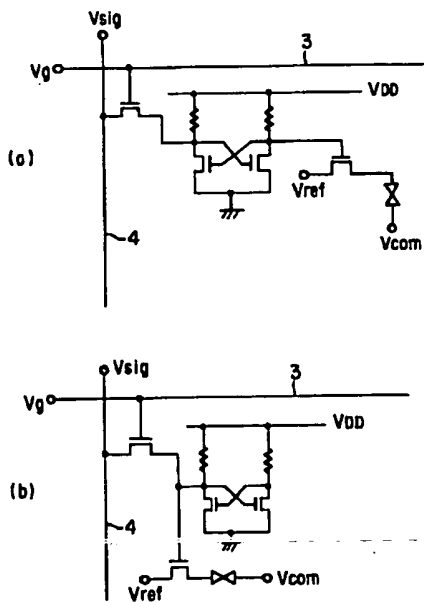 Vsig
Vg
3
VDD
(a)
Vref
4
Vcom
Vsig
Vg
3
VDD
(b)
4
Vref
Vcom